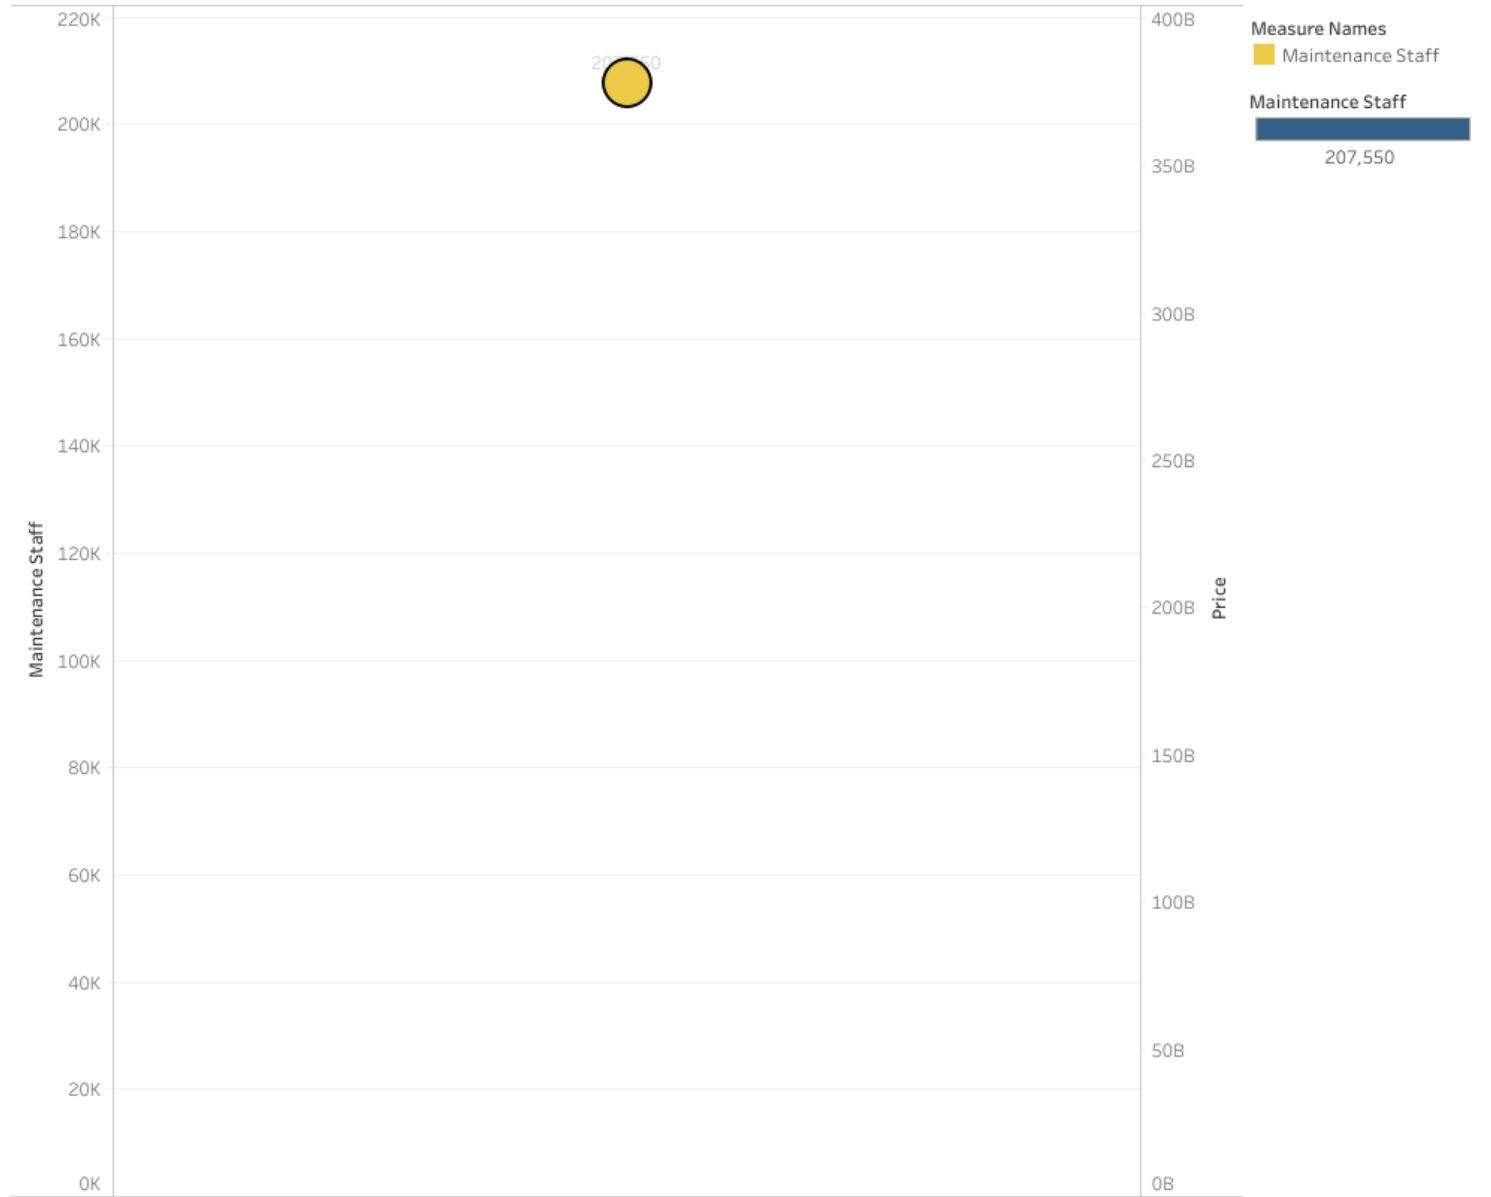 220K
200K
180K
160K
140K
120K
100K
80K
60K
40K
20K
0K
Maintenance Staff
400B
350B
300B
250B
200B
150B
100B
50B
0B
Price
Measure Names
Maintenance Staff
Maintenance Staff
207,550